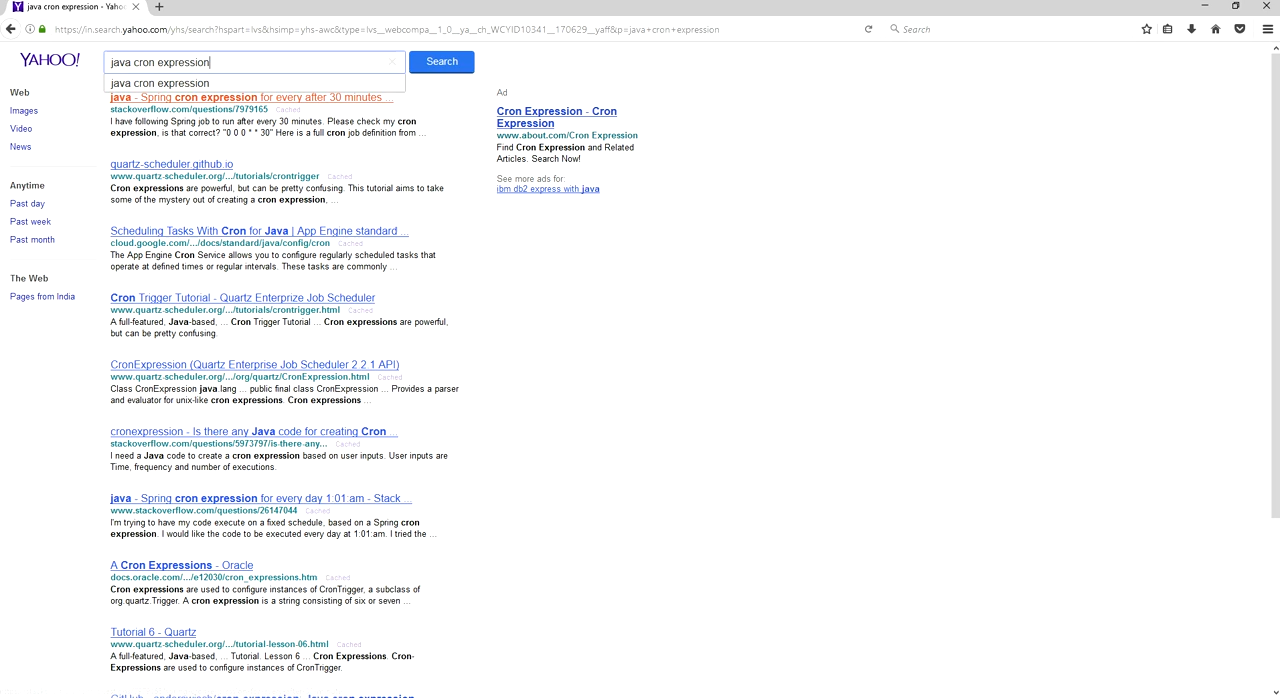 java cron expression - Yahoo
https://in.search.yahoo.com/yhs/search?hspart=lvs&hsimp=yhs-awc&type=lvs__webcompa__1_0__ya__ch_WCYID10341__170629__yaff&p=java+cron+expression
Search
YAHOO!
java cron expression
Search
java cron expression
Web
Images
Video
News
Anytime
Past day
Past week
Past month
The Web
Pages from India
java - Spring cron expression for every after 30 minutes ...
stackoverflow.com/questions/7979165 Cached
I have following Spring job to run after every 30 minutes. Please check my cron
expression, is that correct? "0 0 0 * * 30" Here is a full cron job definition from ...
quartz-scheduler.github.io
www.quartz-scheduler.org/.../tutorials/crontrigger Cached
Cron expressions are powerful, but can be pretty confusing. This tutorial aims to take
some of the mystery out of creating a cron expression, ...
Scheduling Tasks With Cron for Java | App Engine standard ...
cloud.google.com/.../docs/standard/java/config/cron Cached
The App Engine Cron Service allows you to configure regularly scheduled tasks that
operate at defined times or regular intervals. These tasks are commonly ...
Cron Trigger Tutorial - Quartz Enterprize Job Scheduler
www.quartz-scheduler.org/.../tutorials/crontrigger.html Cached
A full-featured, Java-based, ... Cron Trigger Tutorial ... Cron expressions are powerful,
but can be pretty confusing.
CronExpression (Quartz Enterprise Job Scheduler 2 2 1 API)
www.quartz-scheduler.org/.../org/quartz/CronExpression.html Cached
Class CronExpression java.lang ... public final class CronExpression ... Provides a parser
and evaluator for unix-like cron expressions. Cron expressions ...
cronexpression - Is there any Java code for creating Cron ...
stackoverflow.com/questions/5973797/is-there-any... Cached
I need a Java code to create a cron expression based on user inputs. User inputs are
Time, frequency and number of executions.
java - Spring cron expression for every day 1:01:am - Stack ...
www.stackoverflow.com/questions/26147044 Cached
I'm trying to have my code execute on a fixed schedule, based on a Spring cron
expression. I would like the code to be executed every day at 1:01:am. I tried the ...
A Cron Expressions - Oracle
docs.oracle.com/.../e12030/cron_expressions.htm Cached
Cron expressions are used to configure instances of CronTrigger, a subclass of
org.quartz.Trigger. A cron expression is a string consisting of six or seven ...
Tutorial 6 - Quartz
www.quartz-scheduler.org/.../tutorial-lesson-06.html Cached
A full-featured, Java-based, ... Tutorial. Lesson 6 ... Cron Expressions. Cron-
Expressions are used to configure instances of CronTrigger.
Ad
Cron Expression - Cron
Expression
www.about.com/Cron Expression
Find Cron Expression and Related
Articles. Search Now!
See more ads for:
ibm db2 express with java